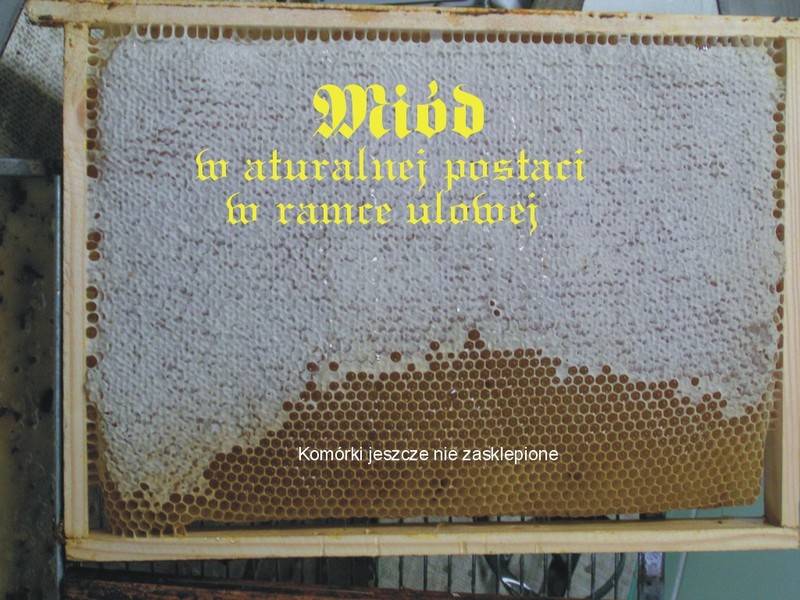 Miód
w aturalnej postaci
w ramce ulowej
Komórki jeszcze nie zasklepione